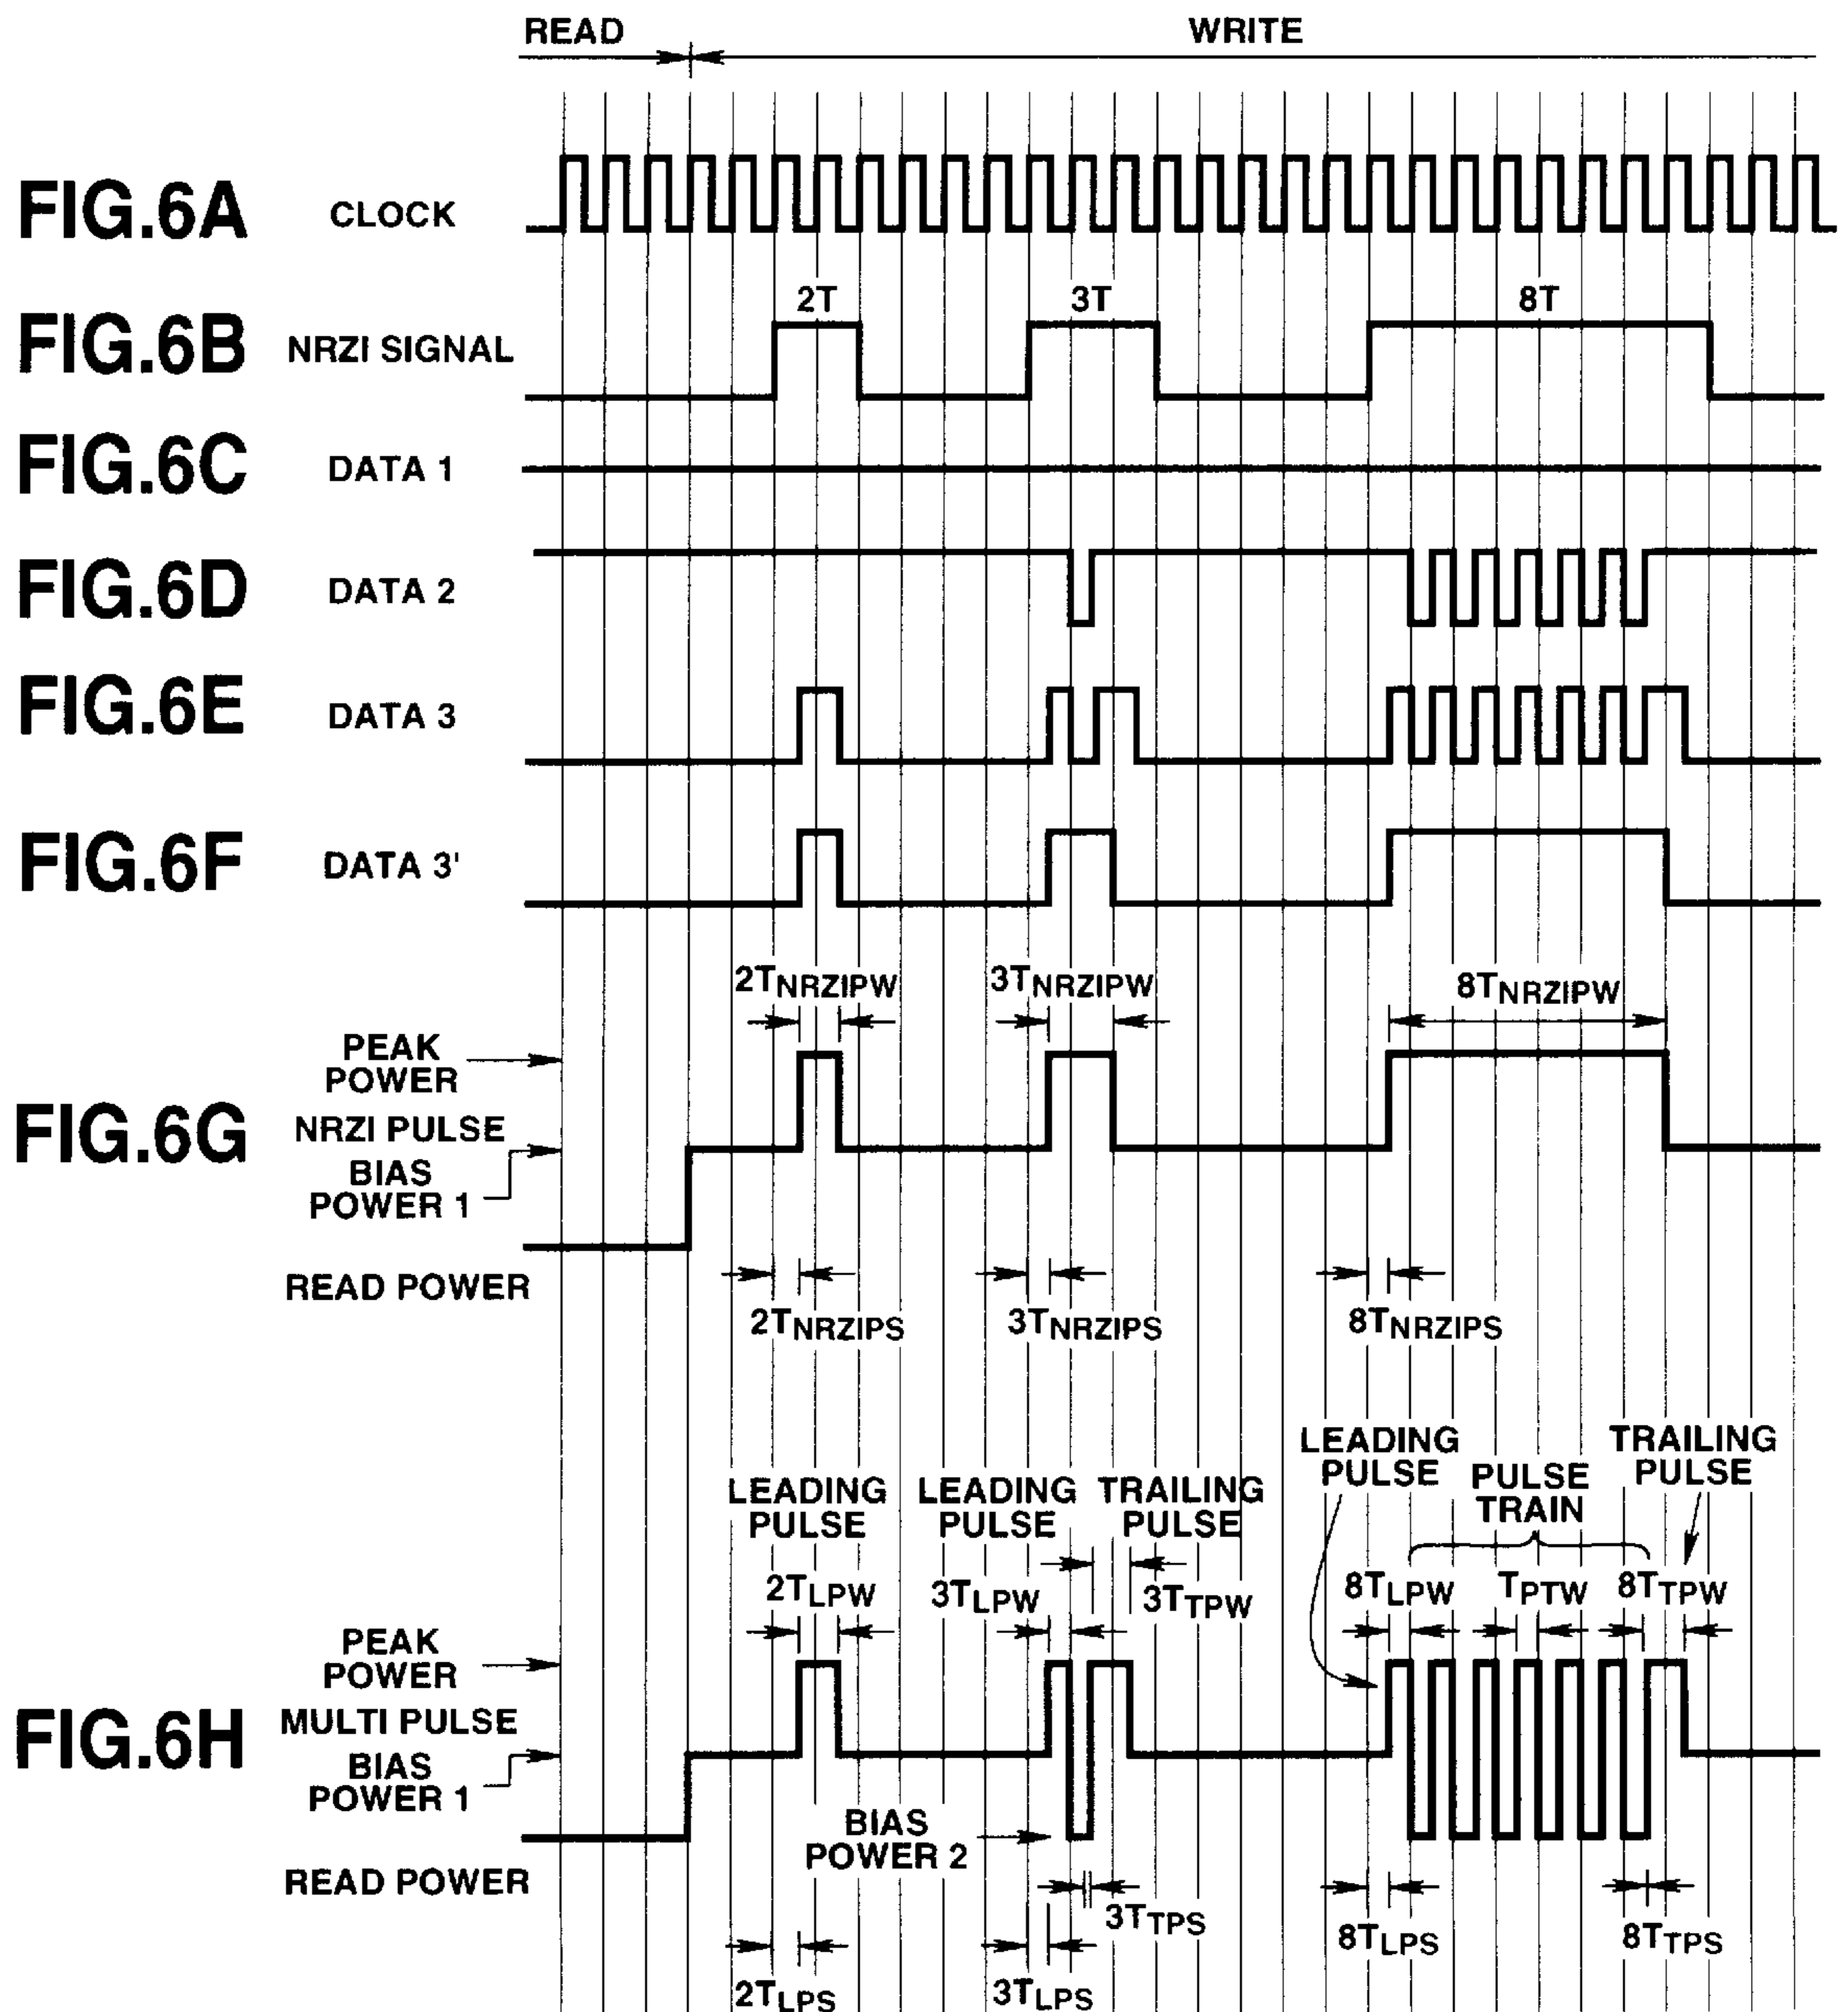 READ WRITE
FIG.6A CLOCK
2T 3T 8T
FIG.6B NRZI SIGNAL
FIG.6C DATA 1
FIG.6D DATA 2
FIG.6E DATA 3
FIG.6F DATA 3'
2TNRZIPW 3TNRZIPW 8TNRZIPW
PEAK
POWER
FIG.6G NRZI PULSE
BIAS
POWER 1
READ POWER
2TNRZIPS 3TNRZIPS 8TNRZIPS
LEADING
PULSE
LEADING
PULSE
TRAILING
PULSE
LEADING
PULSE
PULSE
TRAIN
TRAILING
PULSE
2TLPW 3TLPW 3TTPW 8TLPW TPTW 8TTPW
PEAK
POWER
FIG.6H MULTI PULSE
BIAS
POWER 1
BIAS
POWER 2
READ POWER
3TTPS 8TLPS 8TTPS
2TLPS 3TLPS